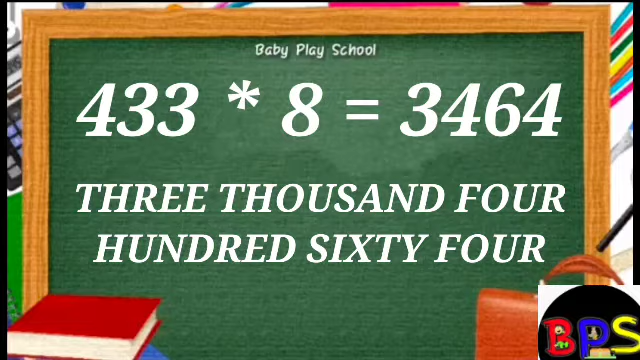 Baby Play School
433 * 8 = 3464
THREE THOUSAND FOUR
HUNDRED SIXTY FOUR
BPS